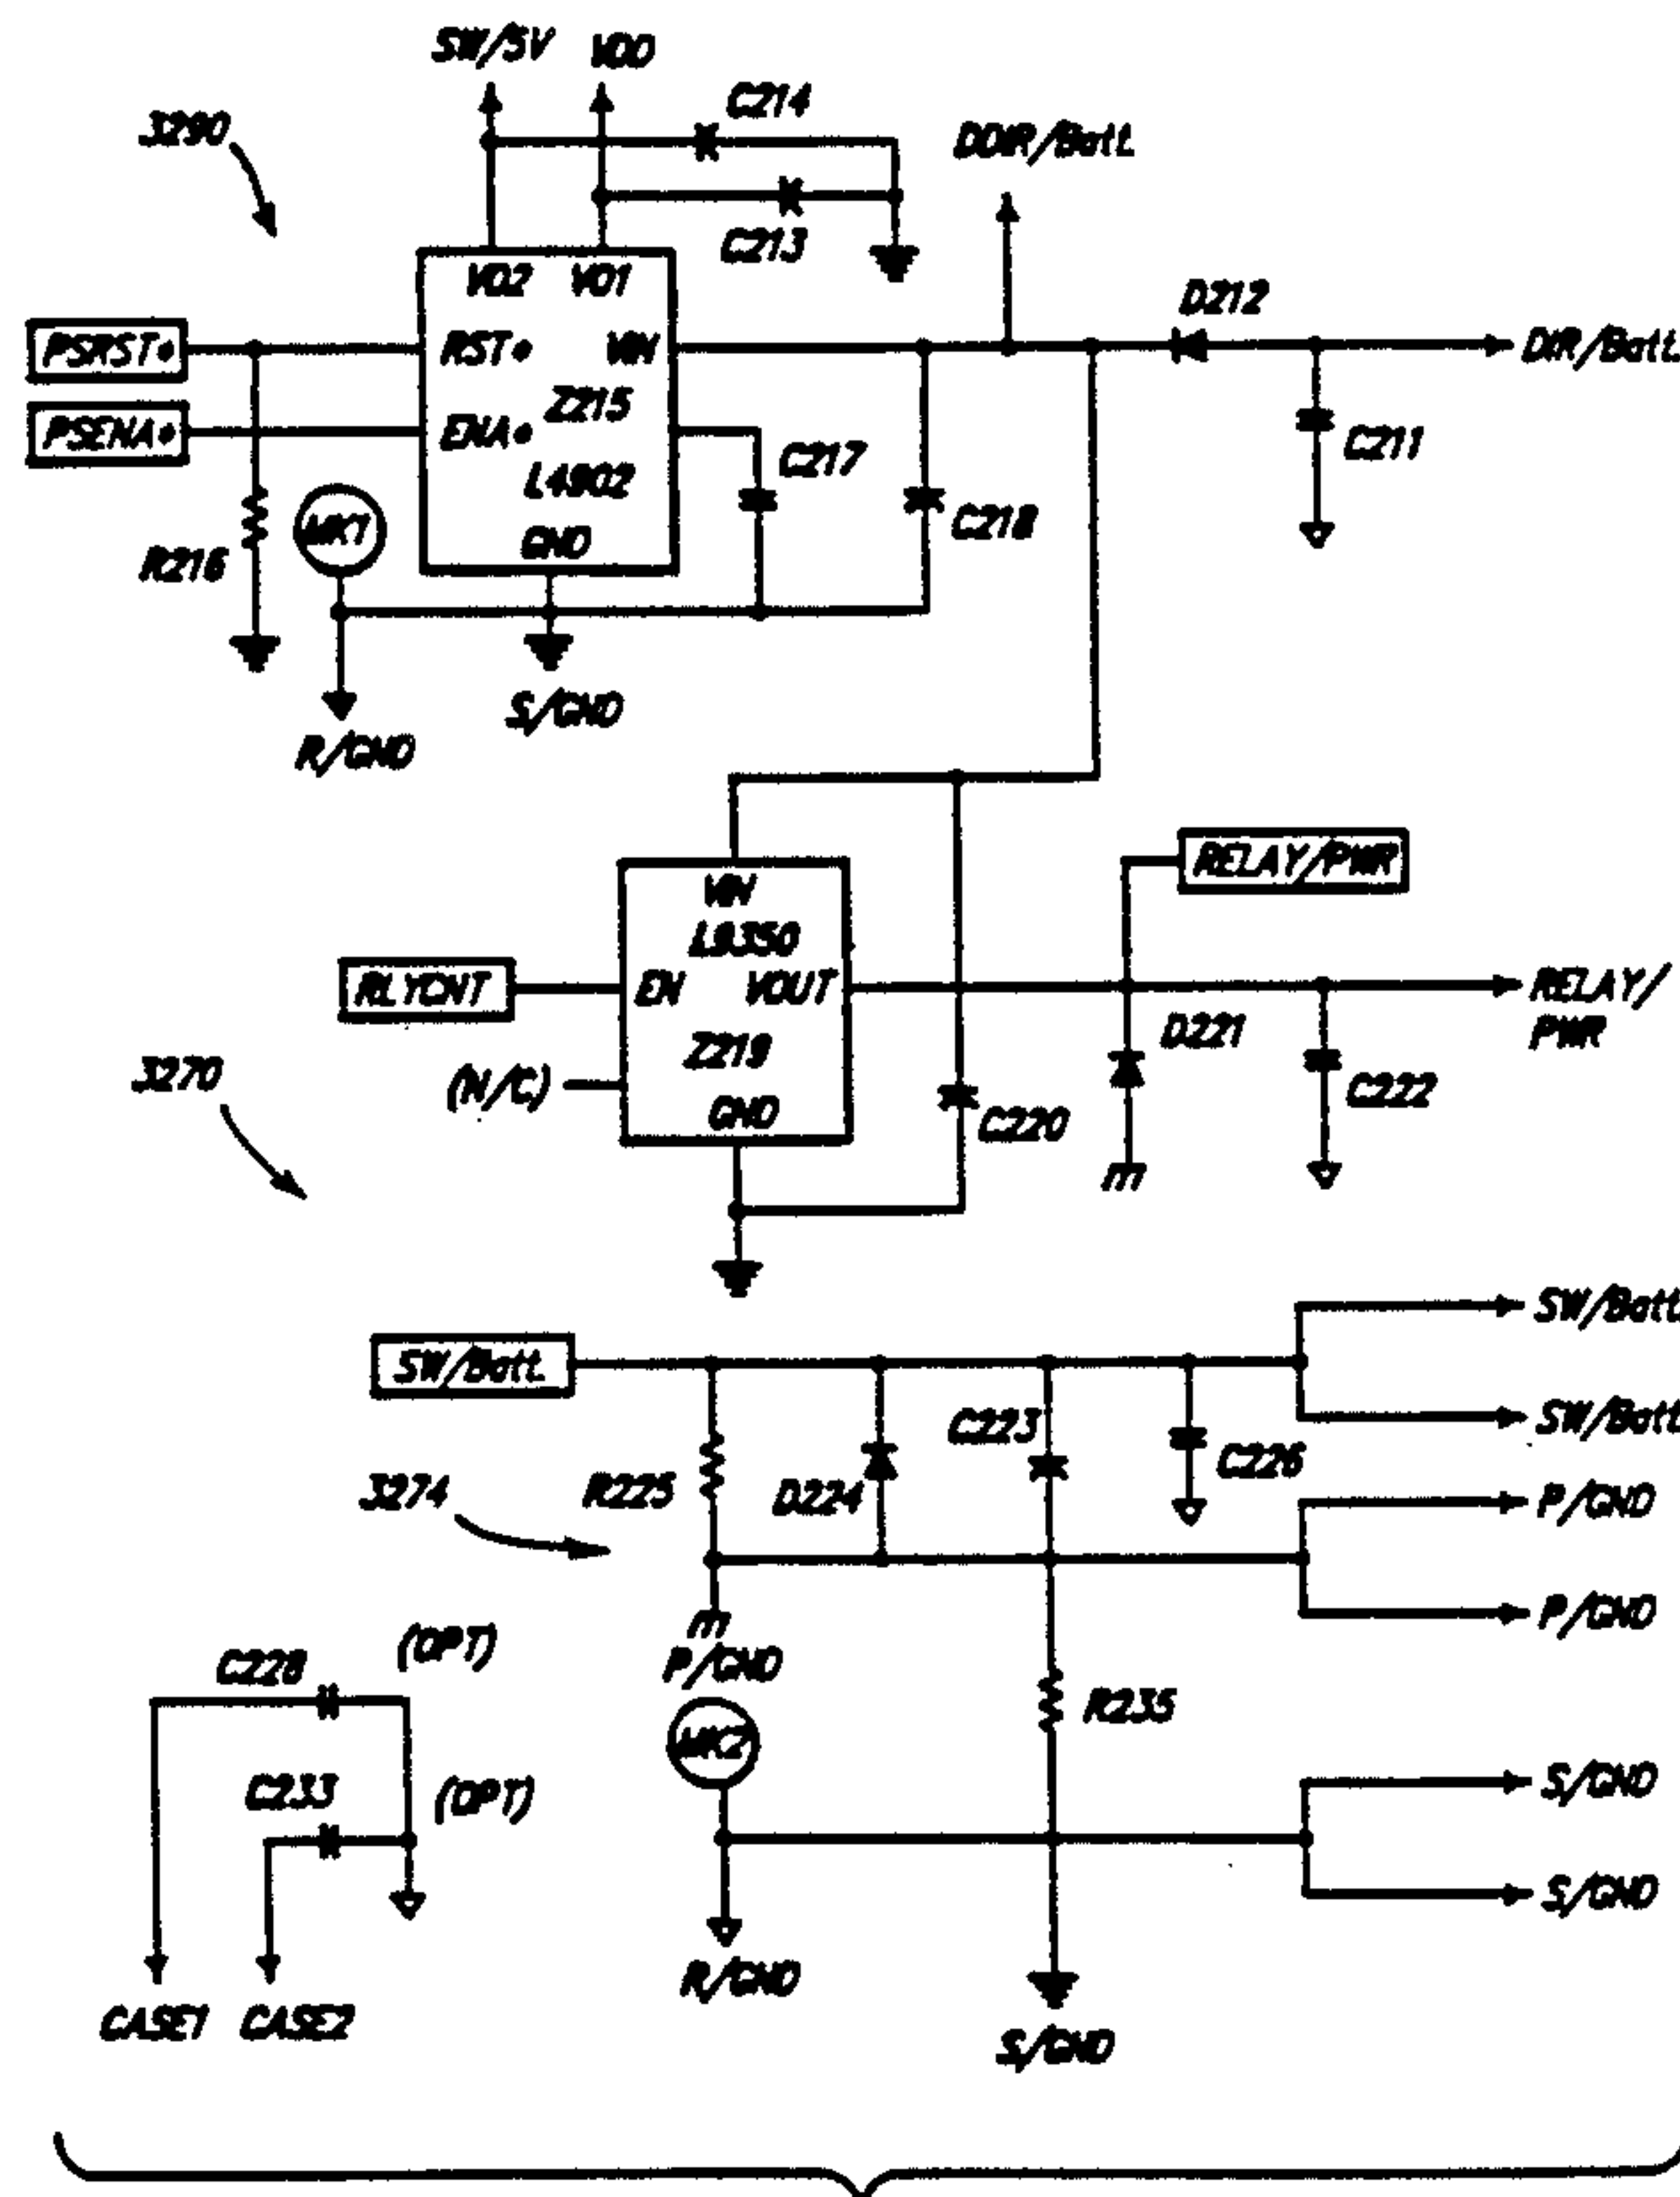 SW/5V VDD
C214
3290
DDIR/Batt.
C213
VO2 VO1
D212
PSRST*
RST* VIN
DIR/Batt.
Z215
PSENA*
ENA*
C217
C211
L4902
WK1
C218
GND
R216
S/GND
R/GND
RELAY/PWR
VIN
L9350
RLYCNT
EN VOUT
RELAY/
PWR
D221
Z219
3270
(N/C)
C222
GND
C220
SW/Batt.
SW/Batt.
C223
SW/Batt.
C226
3274
R225
D224
P/GND
P/GND
(OPT)
C228
P/GND
R235
WK2
C233
(OPT)
S/GND
S/GND
R/GND
CASE1 CASE2
S/GND